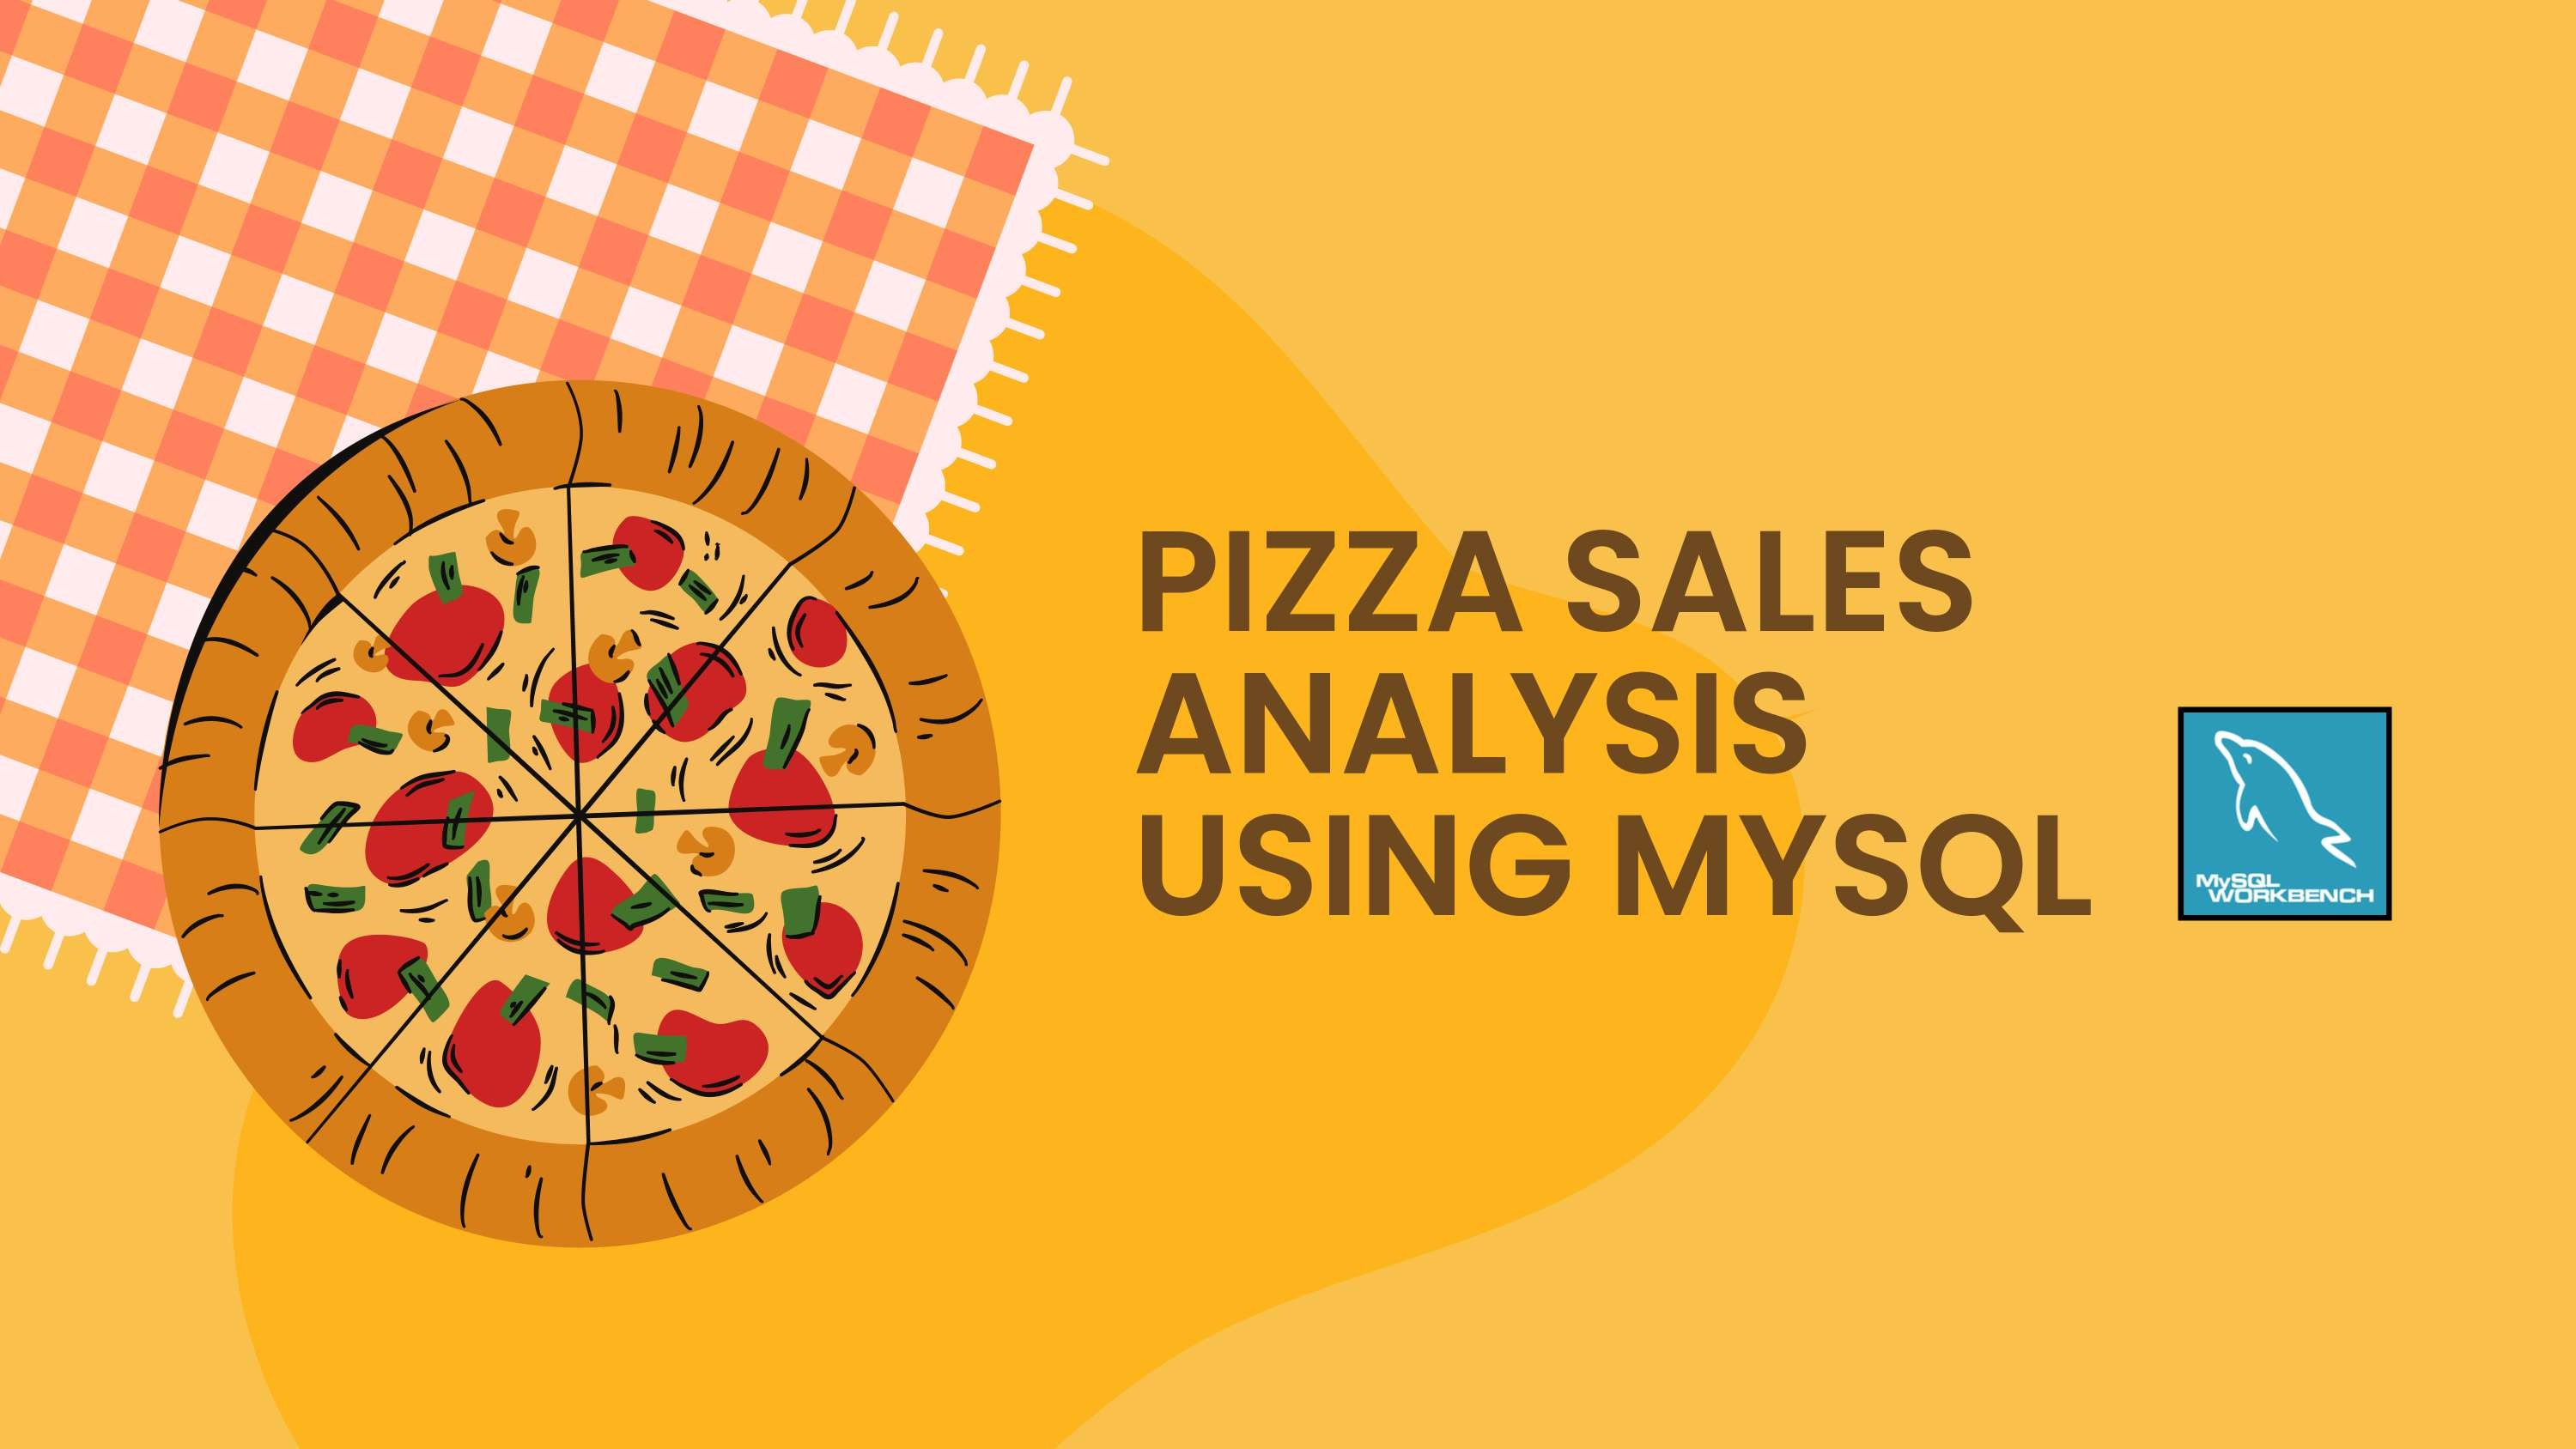 PIZZA SALES
ANALYSIS
USING MYSQL
MySQL
WORKBENCH